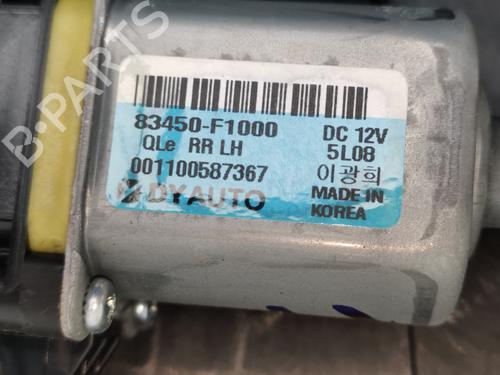 B-PARTS
83450-F1000 DC 12V
QLe RR LH 5L08
001100587367 이광희
DYAUTO MADE IN
KOREA